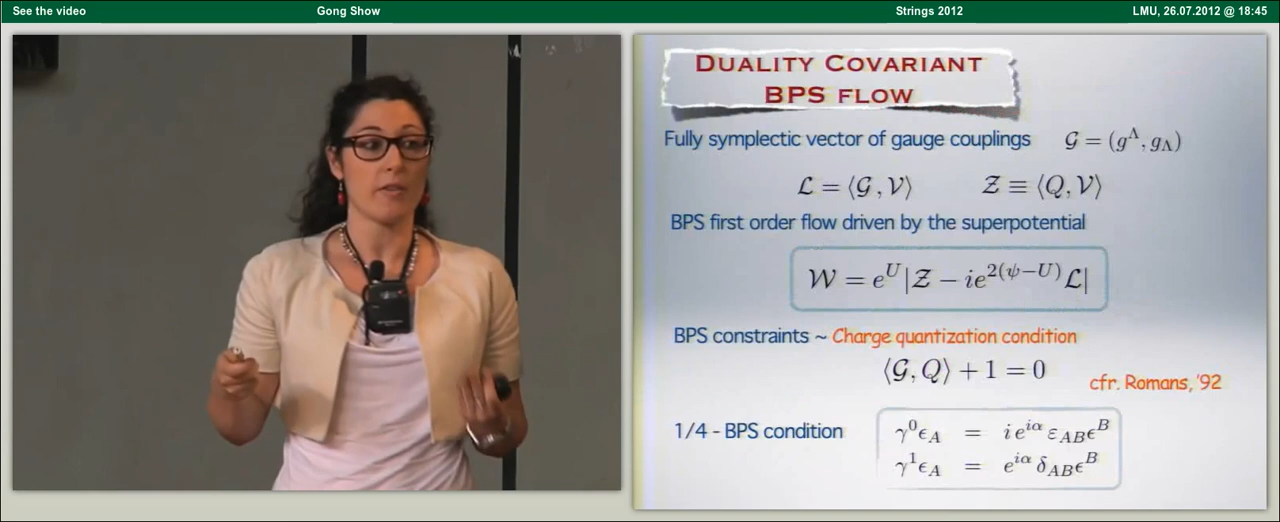 See the video Gong Show Strings 2012 LMU, 26.07.2012 @ 18:45
DUALITY COVARIANT
BPS FLOW
Fully symplectic vector of gauge couplings 𝒢 = (g^Λ, g_Λ)
ℒ = ⟨𝒢, 𝒱⟩ 𝒵 ≡ ⟨Q, 𝒱⟩
BPS first order flow driven by the superpotential
𝒲 = e^U |𝒵 − ie^{2(ψ−U)} ℒ|
BPS constraints ~ Charge quantization condition
⟨𝒢, Q⟩ + 1 = 0
cfr. Romans, '92
1/4 - BPS condition
γ^0 ε_A = i e^{iα} ε_{AB} ε^B
γ^1 ε_A = e^{iα} δ_{AB} ε^B